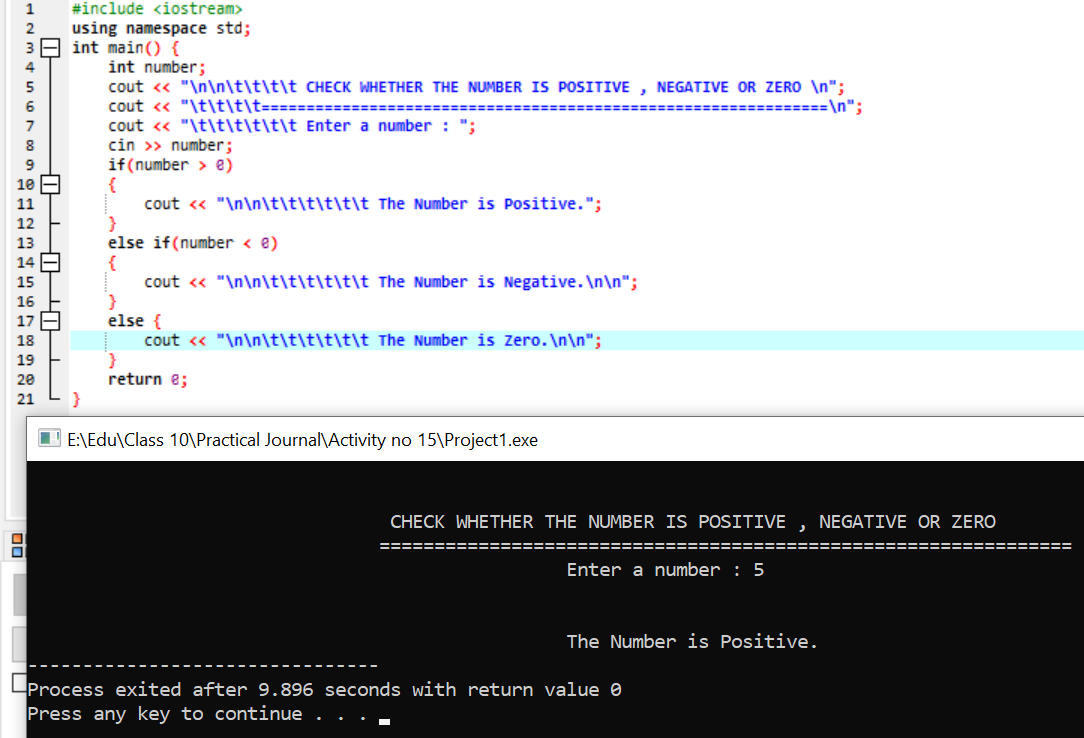 1 #include <iostream>
2 using namespace std;
3 int main() {
4 int number;
5 cout << "\n\n\t\t\t\t CHECK WHETHER THE NUMBER IS POSITIVE , NEGATIVE OR ZERO \n";
6 cout << "\t\t\t\t===============================================================\n";
7 cout << "\t\t\t\t\t\t Enter a number : ";
8 cin >> number;
9 if(number > 0)
10 {
11 cout << "\n\n\t\t\t\t\t\t The Number is Positive.";
12 }
13 else if(number < 0)
14 {
15 cout << "\n\n\t\t\t\t\t\t The Number is Negative.\n\n";
16 }
17 else {
18 cout << "\n\n\t\t\t\t\t\t The Number is Zero.\n\n";
19 }
20 return 0;
21 }
E:\Edu\Class 10\Practical Journal\Activity no 15\Project1.exe
CHECK WHETHER THE NUMBER IS POSITIVE , NEGATIVE OR ZERO
===============================================================
Enter a number : 5
The Number is Positive.
--------------------------------
Process exited after 9.896 seconds with return value 0
Press any key to continue . . .